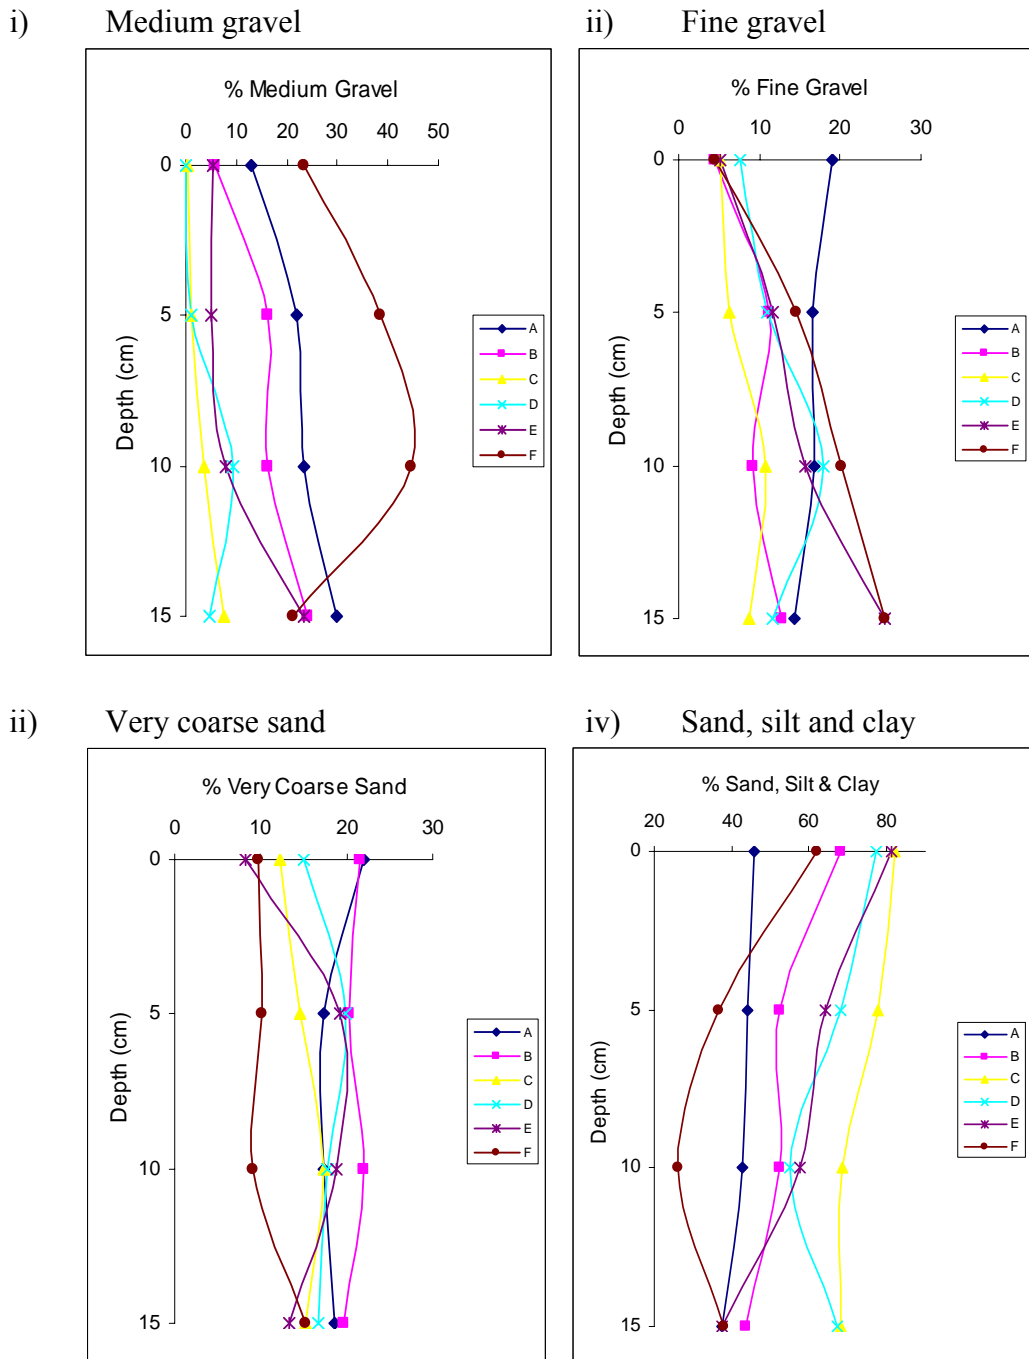 i) Medium gravel
ii) Fine gravel
% Medium Gravel
0 10 20 30 40 50
0
5
10
15
Depth (cm)
A
B
C
D
E
F
% Fine Gravel
0 10 20 30
0
5
10
15
Depth (cm)
A
B
C
D
E
F
ii) Very coarse sand
iv) Sand, silt and clay
% Very Coarse Sand
0 10 20 30
0
5
10
15
Depth (cm)
A
B
C
D
E
F
% Sand, Silt & Clay
20 40 60 80
0
5
10
15
Depth (cm)
A
B
C
D
E
F